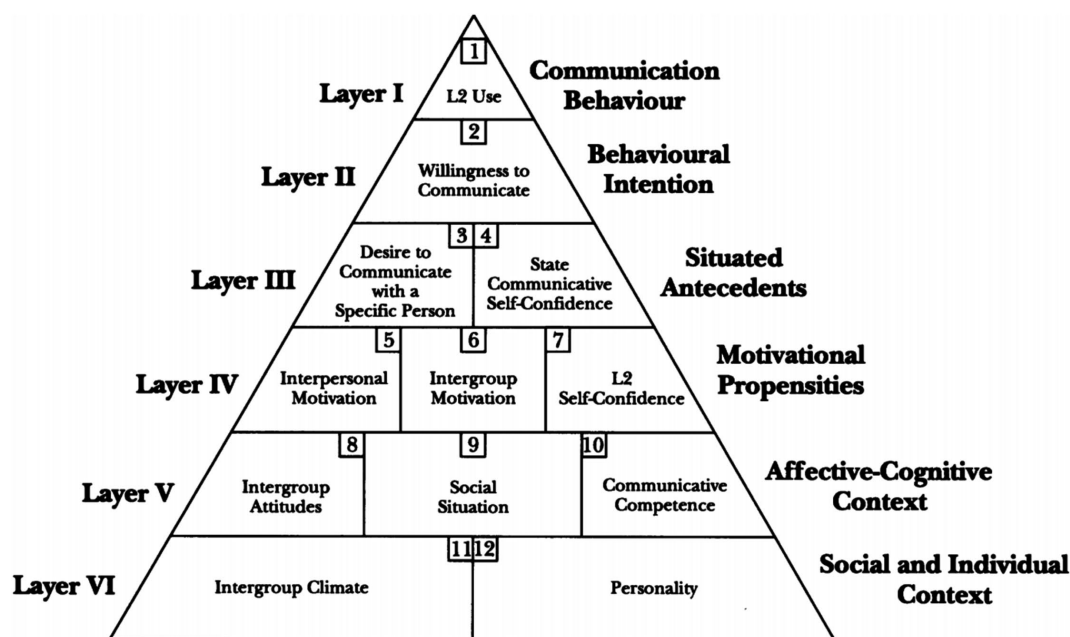 1
Layer I
L2 Use
Communication
Behaviour
2
Layer II
Willingness to
Communicate
Behavioural
Intention
3 4
Layer III
Desire to
Communicate
with a
Specific Person
State
Communicative
Self-Confidence
Situated
Antecedents
5 6 7
Layer IV
Interpersonal
Motivation
Intergroup
Motivation
L2
Self-Confidence
Motivational
Propensities
8 9 10
Layer V
Intergroup
Attitudes
Social
Situation
Communicative
Competence
Affective-Cognitive
Context
11 12
Layer VI
Intergroup Climate
Personality
Social and Individual
Context